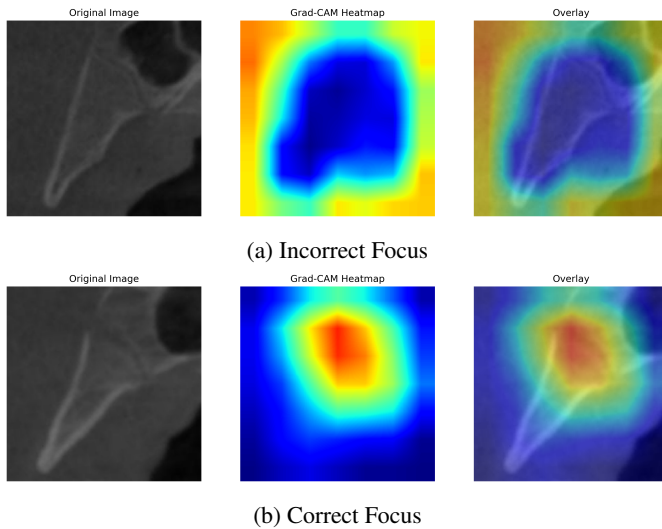 Original Image Grad-CAM Heatmap Overlay
(a) Incorrect Focus
Original Image Grad-CAM Heatmap Overlay
(b) Correct Focus